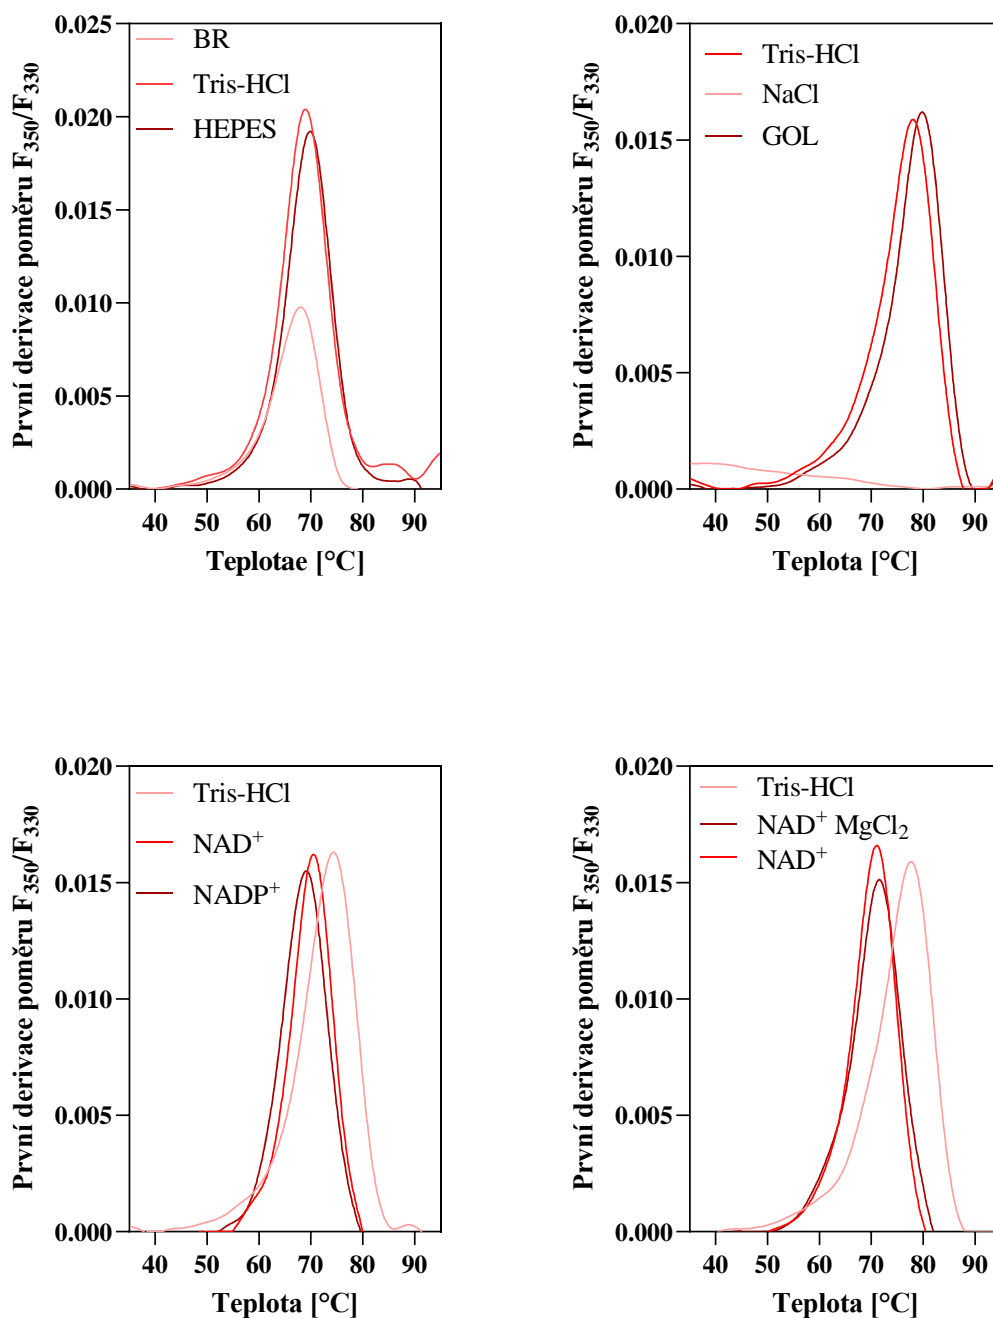 První derivace poměru F350/F330
0.025
0.020
0.015
0.010
0.005
0.000
BR
Tris-HCl
HEPES
40 50 60 70 80 90
Teplotae [°C]
První derivace poměru F350/F330
0.020
0.015
0.010
0.005
0.000
Tris-HCl
NaCl
GOL
40 50 60 70 80 90
Teplota [°C]
První derivace poměru F350/F330
0.020
0.015
0.010
0.005
0.000
Tris-HCl
NAD+
NADP+
40 50 60 70 80 90
Teplota [°C]
První derivace poměru F350/F330
0.020
0.015
0.010
0.005
0.000
Tris-HCl
NAD+ MgCl2
NAD+
40 50 60 70 80 90
Teplota [°C]